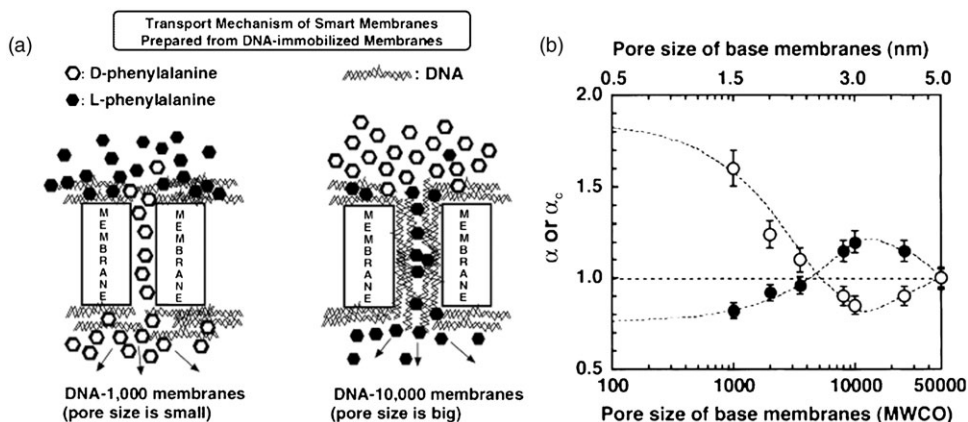 (a)
Transport Mechanism of Smart Membranes
Prepared from DNA-immobilized Membranes
: D-phenylalanine
: L-phenylalanine
: DNA
MEMBRANE
MEMBRANE
MEMBRANE
MEMBRANE
DNA-1,000 membranes
(pore size is small)
DNA-10,000 membranes
(pore size is big)
(b)
Pore size of base membranes (nm)
0.5 1.5 3.0 5.0
2.0
1.5
1.0
0.5
α or αc
100 1000 10000 50000
Pore size of base membranes (MWCO)